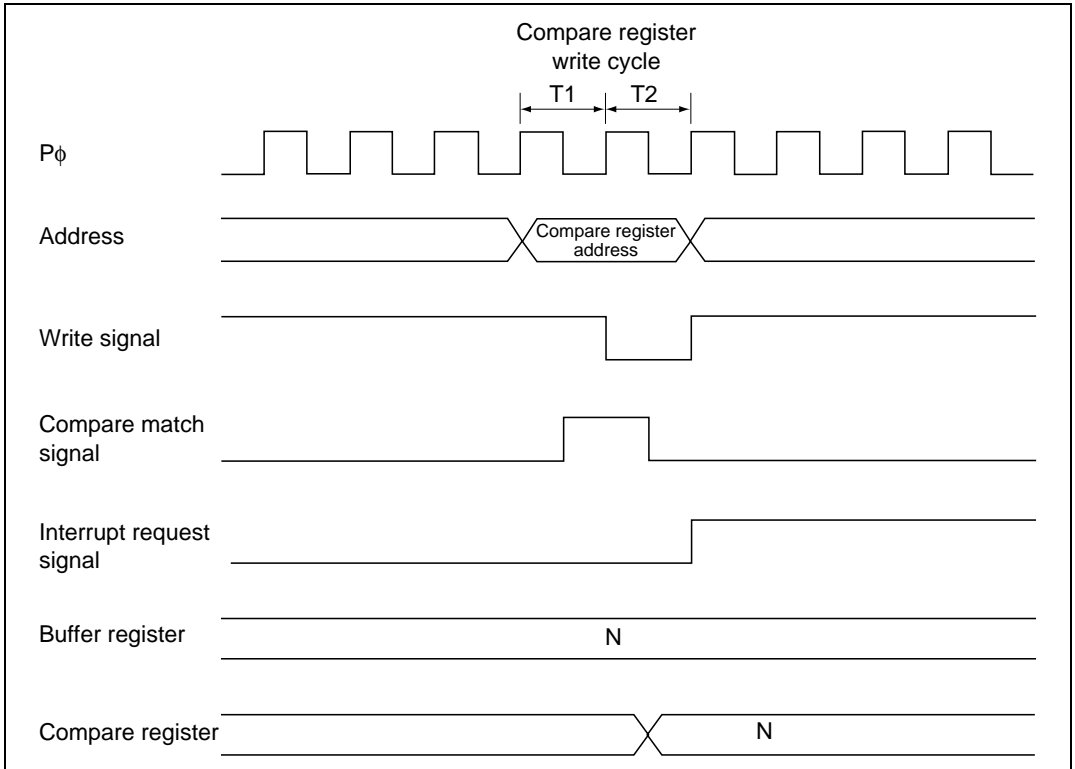 Compare register
write cycle
T1 T2
Pϕ
Address
Compare register
address
Write signal
Compare match
signal
Interrupt request
signal
Buffer register
N
Compare register
N